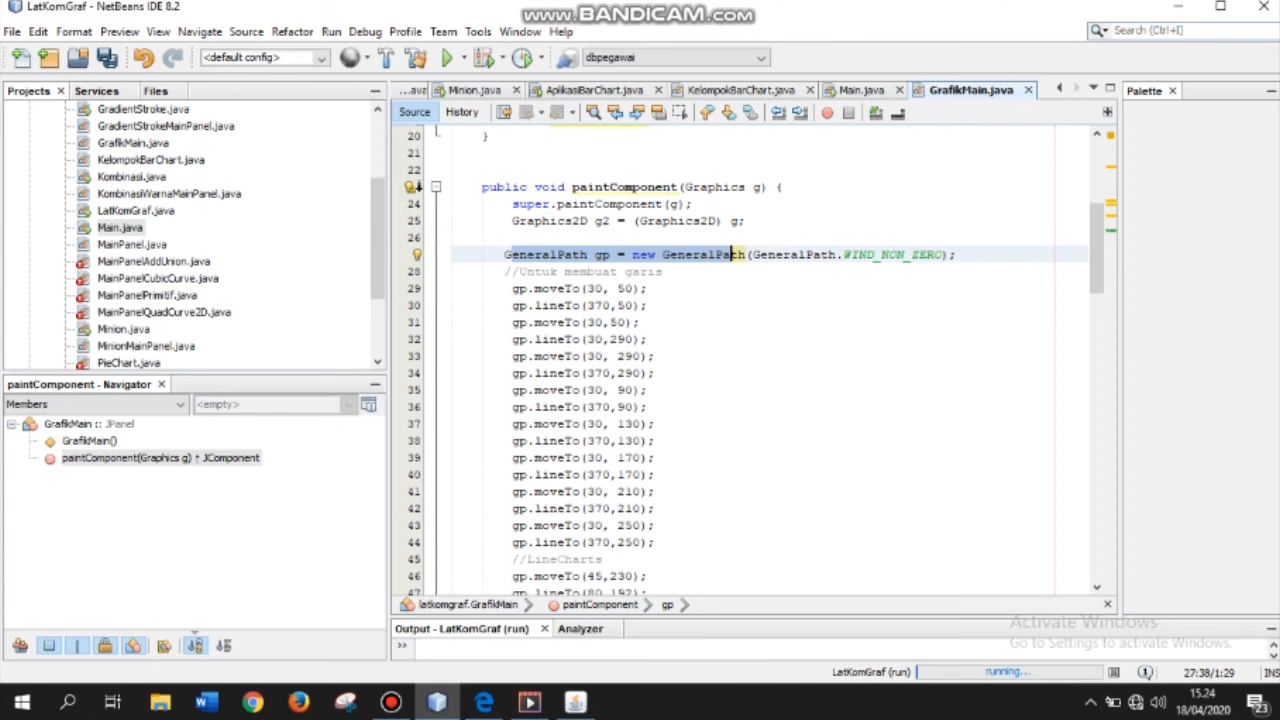 LatKomGraf - NetBeans IDE 8.2
www.BANDICAM.com
File Edit Format Preview View Navigate Source Refactor Run Debug Profile Team Tools Window Help
Search (Ctrl+I)
<default config>
dbpegawai
Projects Services Files
...ava Minion.java AplikasiBarChart.java KelompokBarChart.java Main.java GrafikMain.java
Palette
Source History
GradientStroke.java
GradientStrokeMainPanel.java
GrafikMain.java
KelompokBarChart.java
Kombinasi.java
KombinasiWarnaMainPanel.java
LatKomGraf.java
Main.java
MainPanel.java
MainPanelAddUnion.java
MainPanelCubicCurve.java
MainPanelPrimitif.java
MainPanelQuadCurve2D.java
Minion.java
MinionMainPanel.java
PieChart.java
paintComponent - Navigator
Members <empty>
GrafikMain :: JPanel
GrafikMain()
paintComponent(Graphics g) ↑ JComponent
20 }
21
22
public void paintComponent(Graphics g) {
24 super.paintComponent(g);
25 Graphics2D g2 = (Graphics2D) g;
26
GeneralPath gp = new GeneralPath(GeneralPath.WIND_NON_ZERO);
28 //Untuk membuat garis
29 gp.moveTo(30, 50);
30 gp.lineTo(370,50);
31 gp.moveTo(30,50);
32 gp.lineTo(30,290);
33 gp.moveTo(30, 290);
34 gp.lineTo(370,290);
35 gp.moveTo(30, 90);
36 gp.lineTo(370,90);
37 gp.moveTo(30, 130);
38 gp.lineTo(370,130);
39 gp.moveTo(30, 170);
40 gp.lineTo(370,170);
41 gp.moveTo(30, 210);
42 gp.lineTo(370,210);
43 gp.moveTo(30, 250);
44 gp.lineTo(370,250);
45 //LineCharts
46 gp.moveTo(45,230);
47 gp.lineTo(80,192);
latkomgraf.GrafikMain paintComponent gp
Output - LatKomGraf (run) Analyzer
Activate Windows
Go to Settings to activate Windows.
LatKomGraf (run) running... 27:38/1:29 INS
15.24
18/04/2020
23